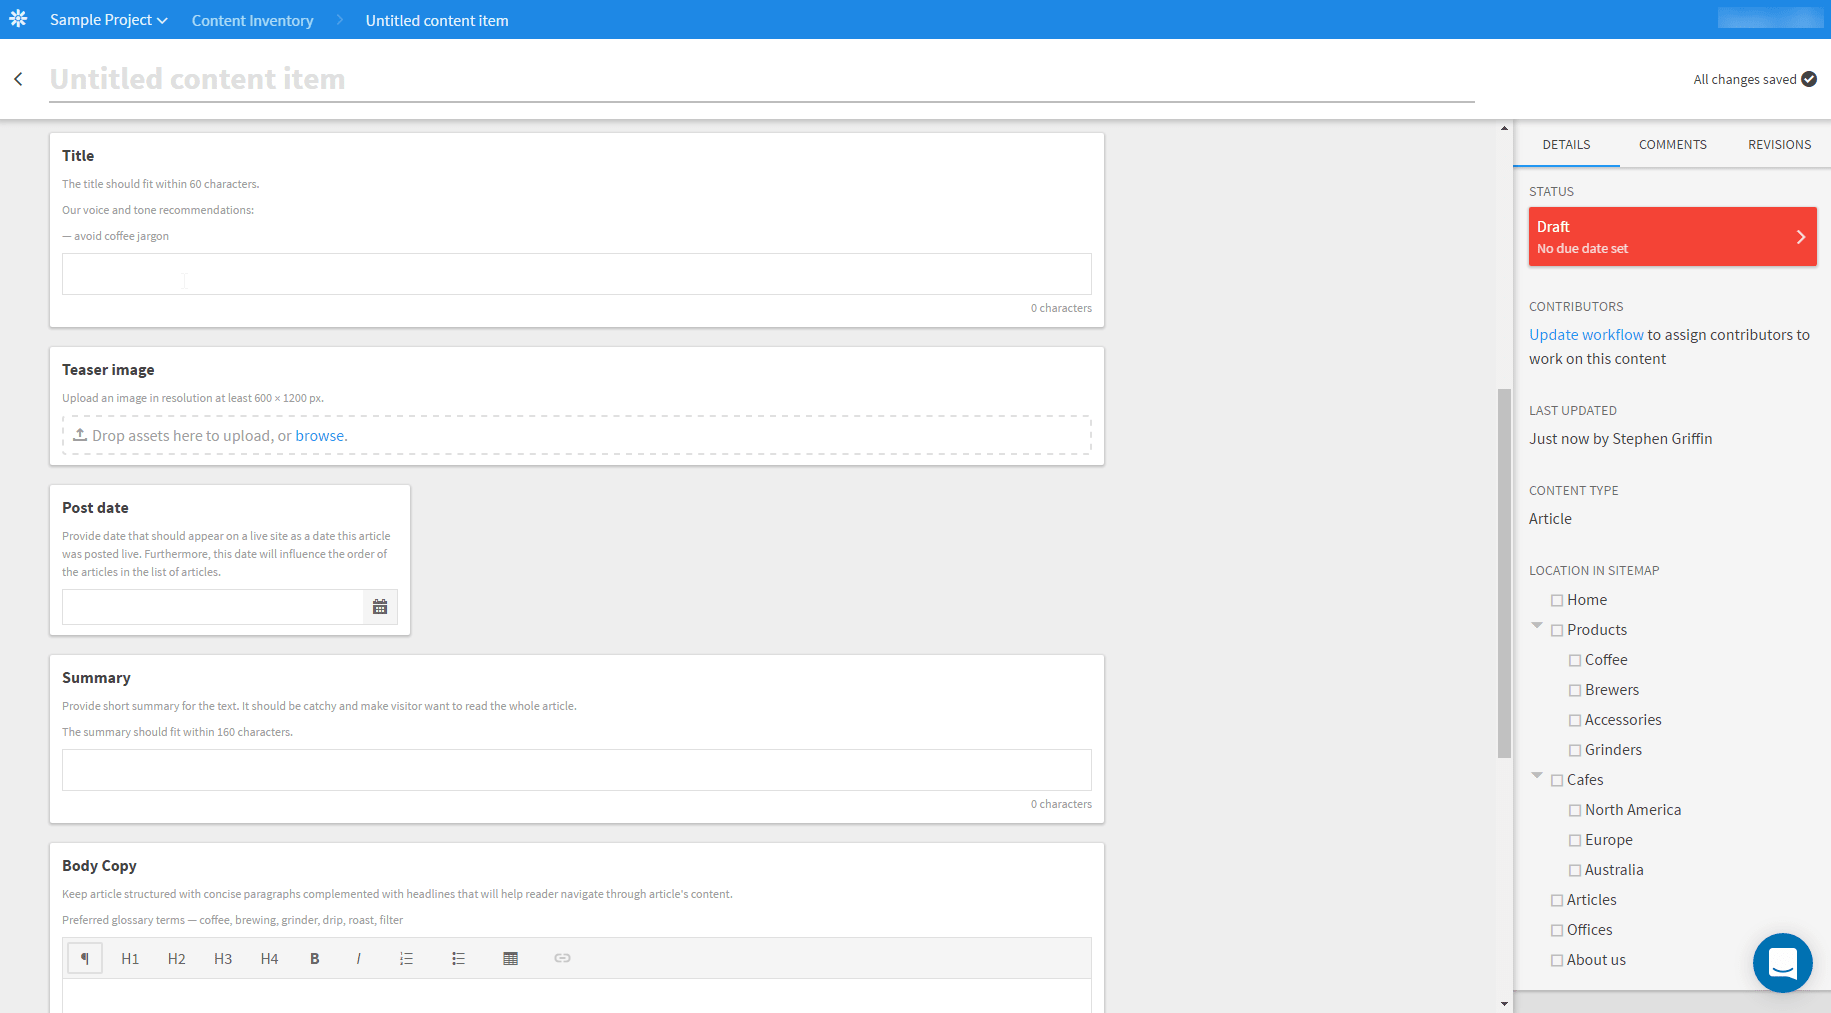 Sample Project
Content Inventory
Untitled content item
Untitled content item
All changes saved
Title
The title should fit within 60 characters.
Our voice and tone recommendations:
— avoid coffee jargon
0 characters
Teaser image
Upload an image in resolution at least 600 × 1200 px.
Drop assets here to upload, or browse.
Post date
Provide date that should appear on a live site as a date this article
was posted live. Furthermore, this date will influence the order of
the articles in the list of articles.
Summary
Provide short summary for the text. It should be catchy and make visitor want to read the whole article.
The summary should fit within 160 characters.
0 characters
Body Copy
Keep article structured with concise paragraphs complemented with headlines that will help reader navigate through article's content.
Preferred glossary terms — coffee, brewing, grinder, drip, roast, filter
¶ H1 H2 H3 H4 B I
DETAILS
COMMENTS
REVISIONS
STATUS
Draft
No due date set
CONTRIBUTORS
Update workflow to assign contributors to
work on this content
LAST UPDATED
Just now by Stephen Griffin
CONTENT TYPE
Article
LOCATION IN SITEMAP
Home
Products
Coffee
Brewers
Accessories
Grinders
Cafes
North America
Europe
Australia
Articles
Offices
About us